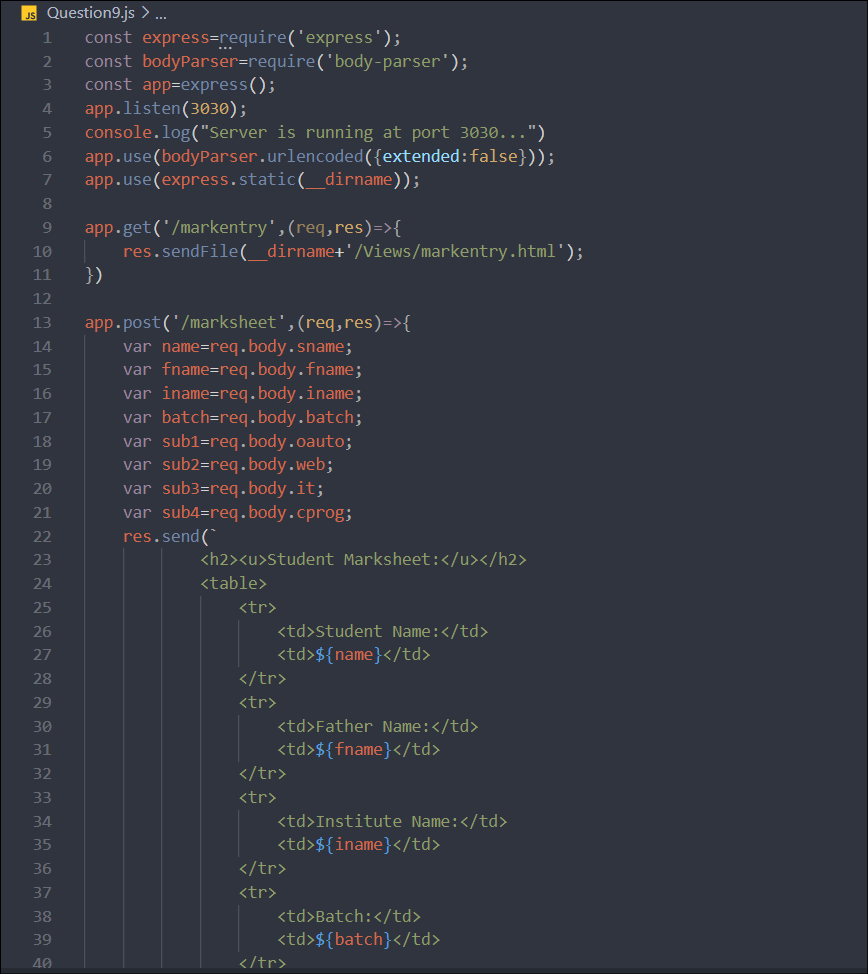 JS Question9.js > ...
1 const express=require('express');
2 const bodyParser=require('body-parser');
3 const app=express();
4 app.listen(3030);
5 console.log("Server is running at port 3030...")
6 app.use(bodyParser.urlencoded({extended:false}));
7 app.use(express.static(__dirname));
8
9 app.get('/markentry',(req,res)=>{
10     res.sendFile(__dirname+'/Views/markentry.html');
11 })
12
13 app.post('/marksheet',(req,res)=>{
14     var name=req.body.sname;
15     var fname=req.body.fname;
16     var iname=req.body.iname;
17     var batch=req.body.batch;
18     var sub1=req.body.oauto;
19     var sub2=req.body.web;
20     var sub3=req.body.it;
21     var sub4=req.body.cprog;
22     res.send(`
23             <h2><u>Student Marksheet:</u></h2>
24             <table>
25                 <tr>
26                     <td>Student Name:</td>
27                     <td>${name}</td>
28                 </tr>
29                 <tr>
30                     <td>Father Name:</td>
31                     <td>${fname}</td>
32                 </tr>
33                 <tr>
34                     <td>Institute Name:</td>
35                     <td>${iname}</td>
36                 </tr>
37                 <tr>
38                     <td>Batch:</td>
39                     <td>${batch}</td>
40                 </tr>